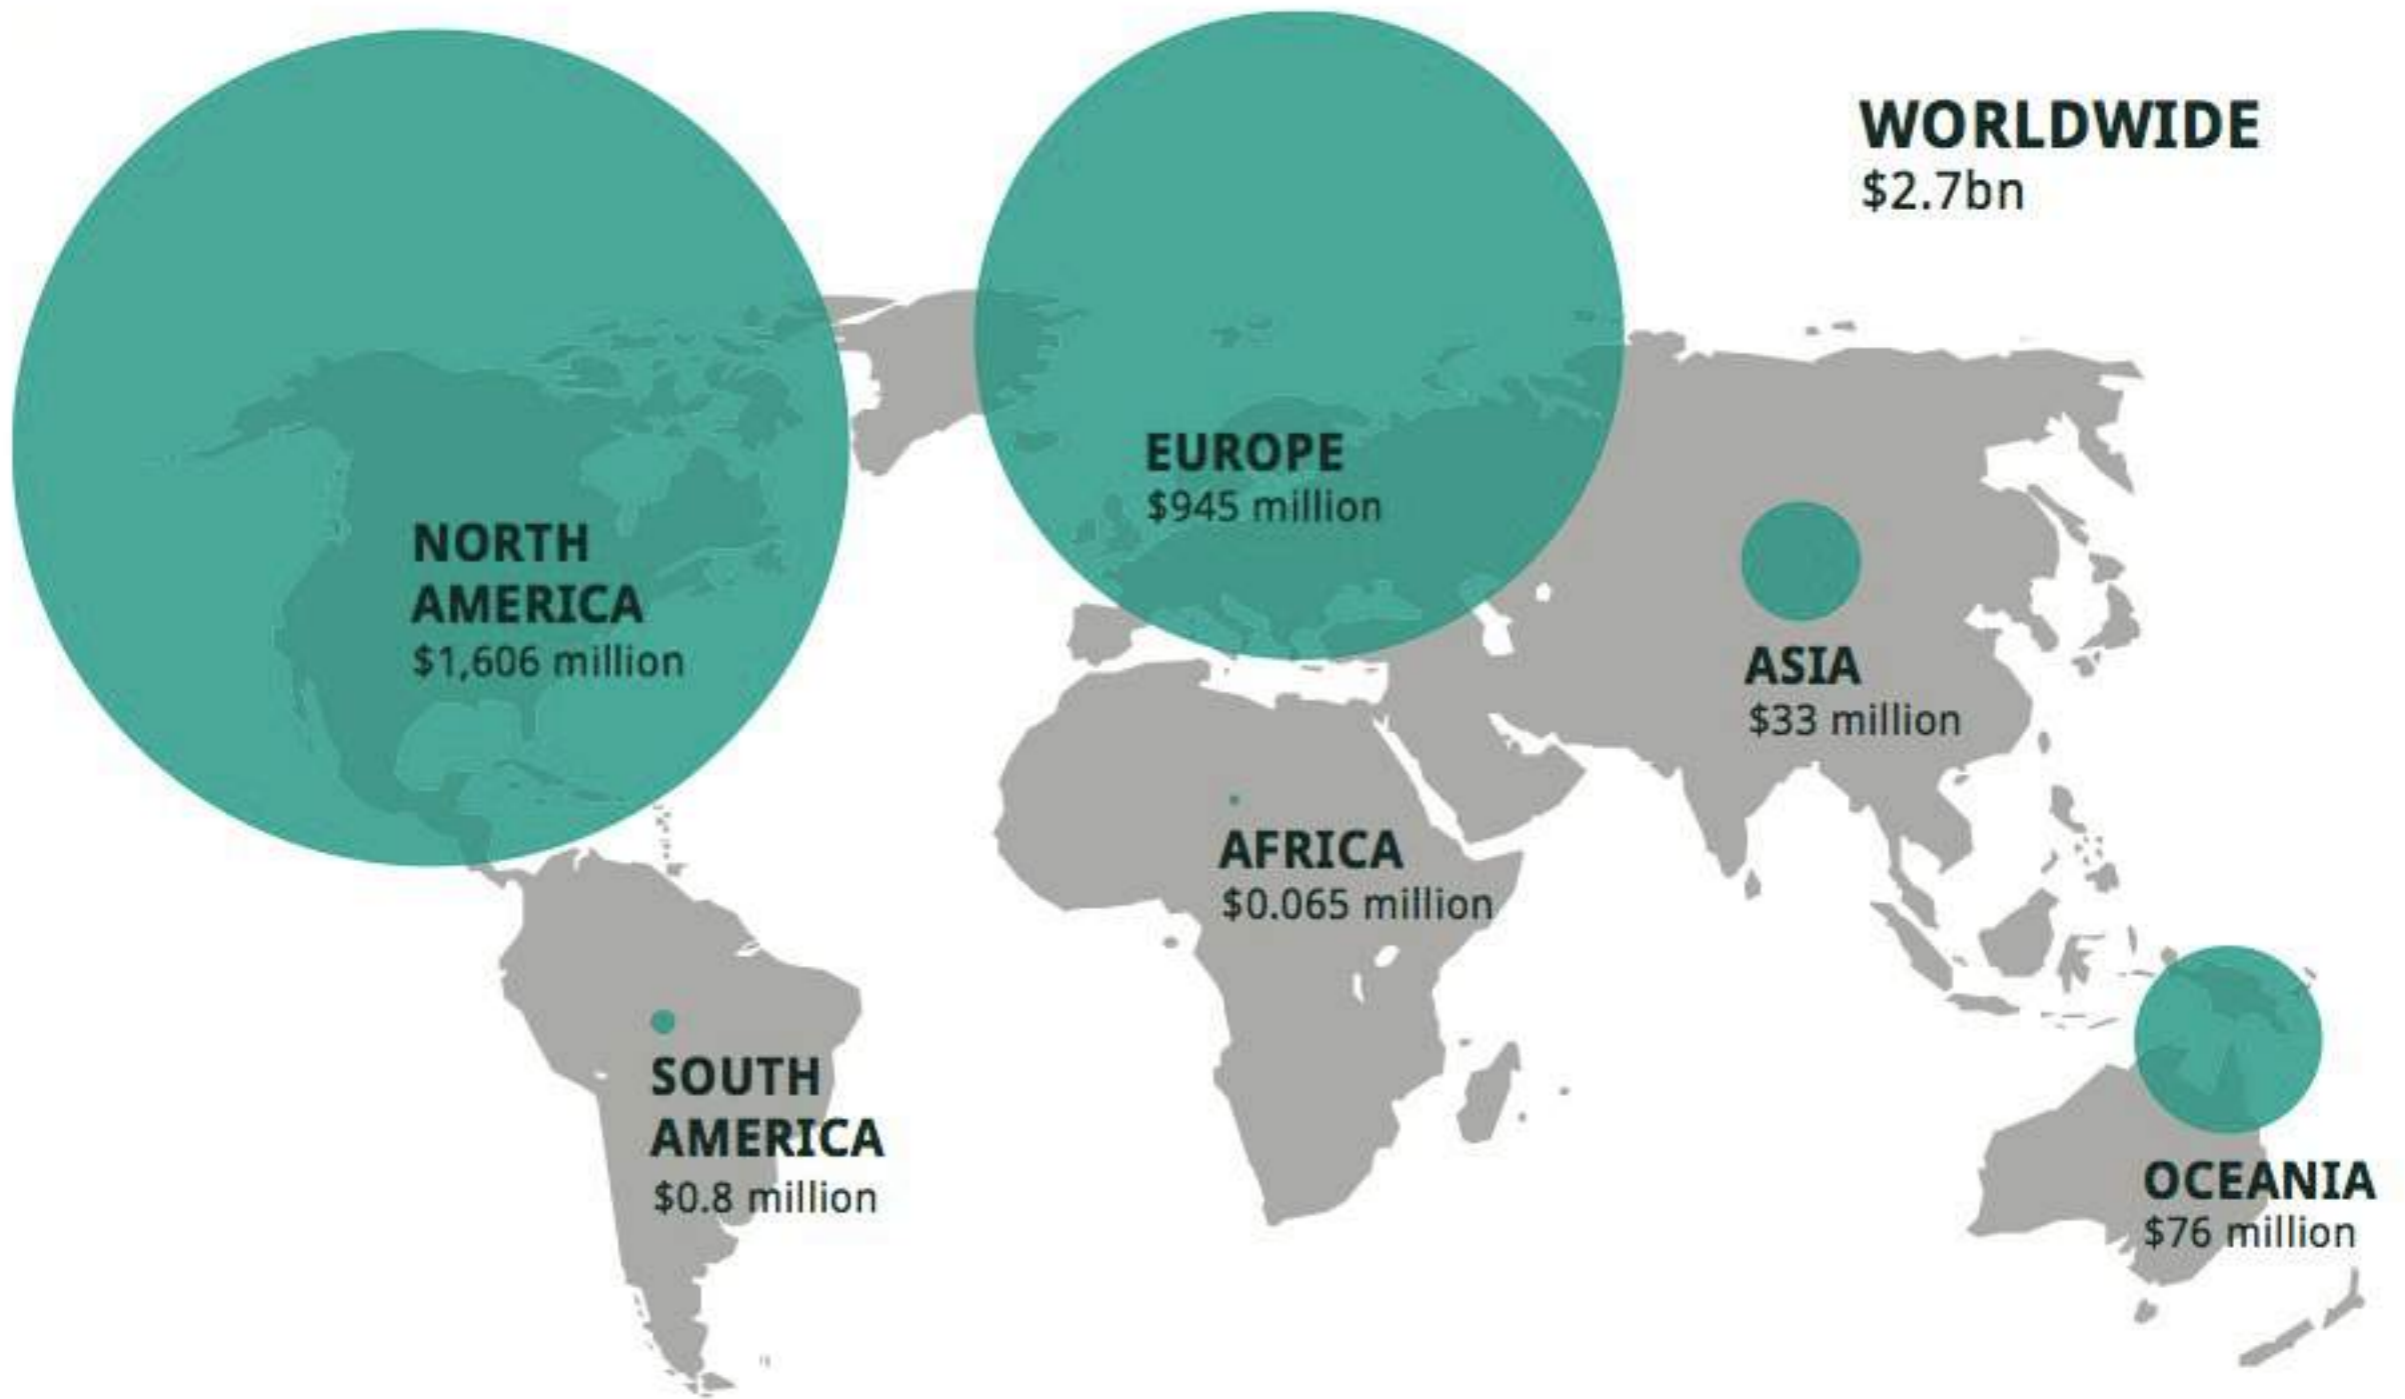 WORLDWIDE
$2.7bn
EUROPE
$945 million
NORTH
AMERICA
$1,606 million
ASIA
$33 million
AFRICA
$0.065 million
SOUTH
AMERICA
$0.8 million
OCEANIA
$76 million